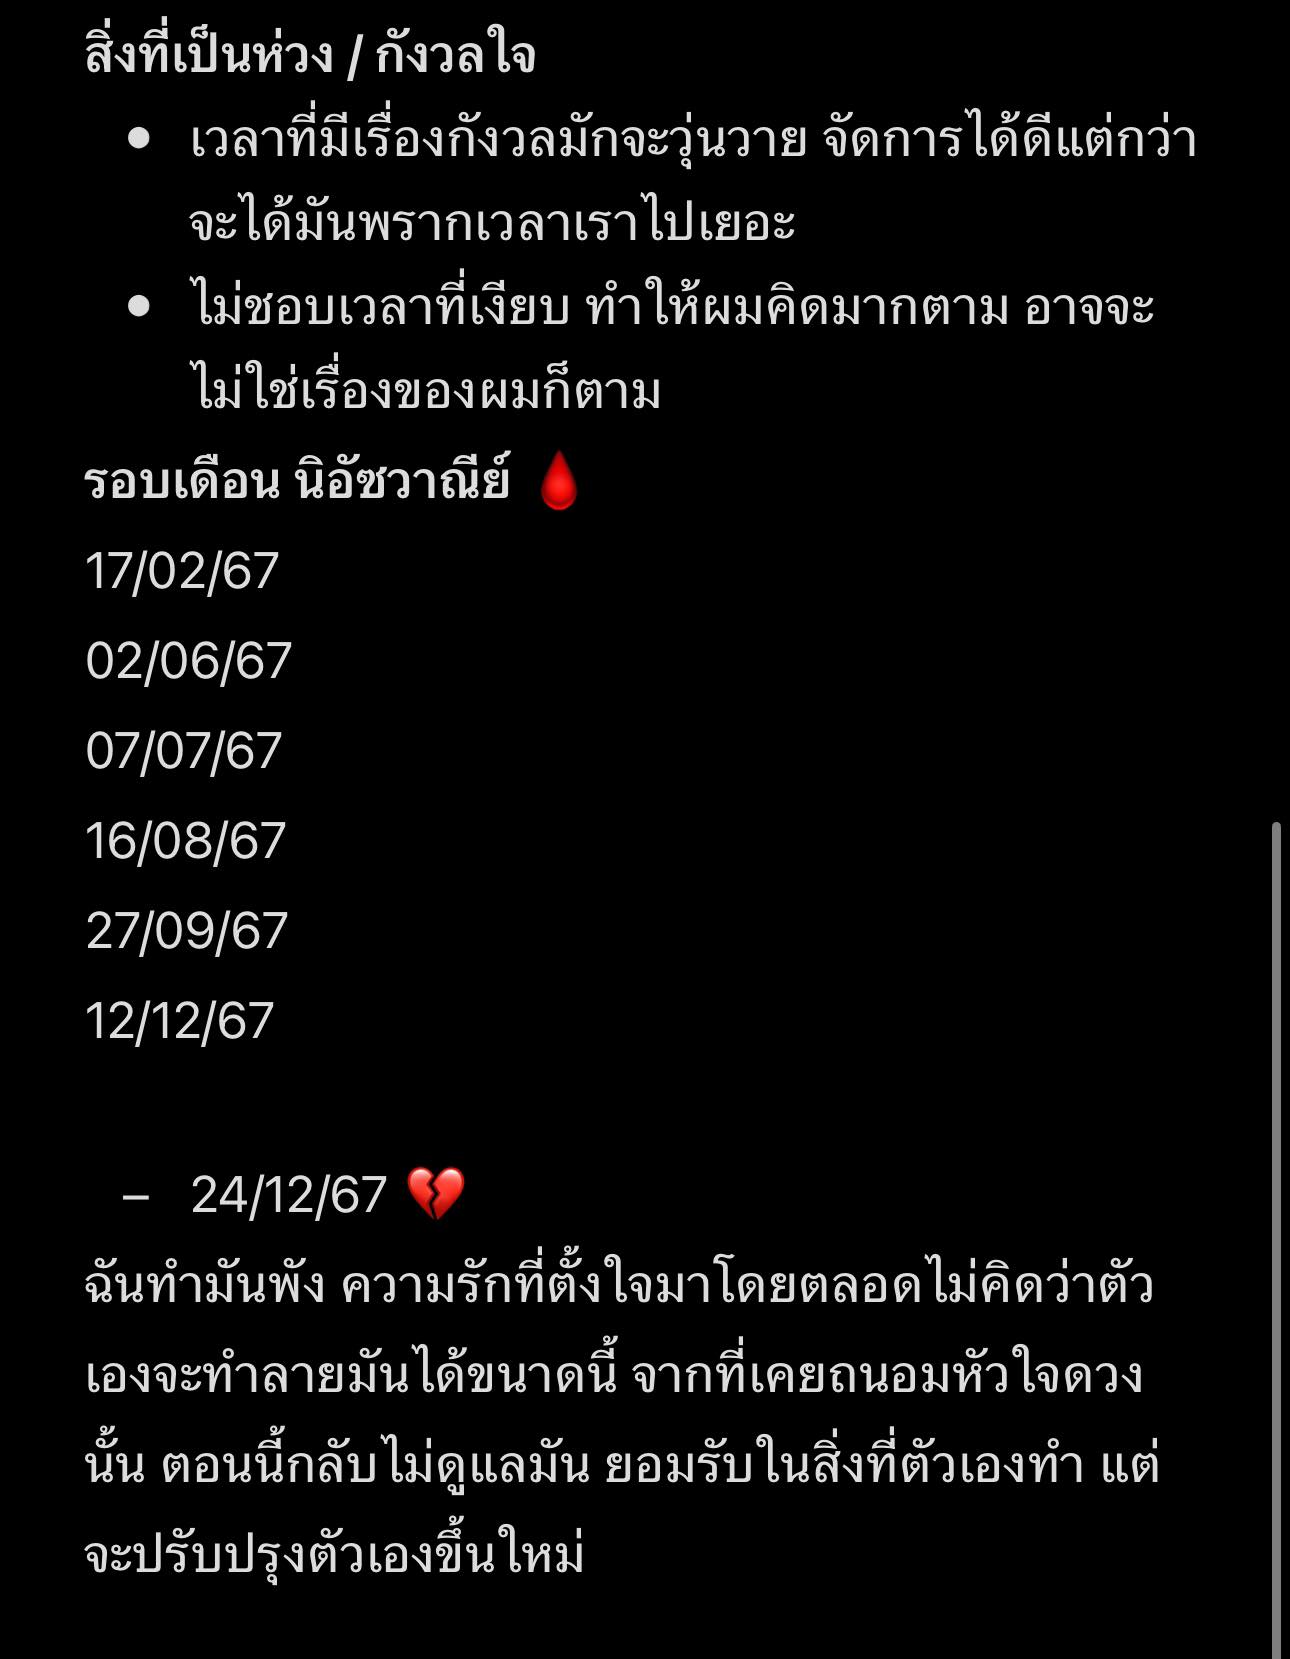 สิ่งที่เป็นห่วง / กังวลใจ
• เวลาที่มีเรื่องกังวลมักจะวุ่นวาย จัดการได้ดีแต่กว่า
จะได้มันพรากเวลาเราไปเยอะ
• ไม่ชอบเวลาที่เงียบ ทำให้ผมคิดมากตาม อาจจะ
ไม่ใช่เรื่องของผมก็ตาม
รอบเดือน นิอัซวาณีย์ 🩸
17/02/67
02/06/67
07/07/67
16/08/67
27/09/67
12/12/67
– 24/12/67 💔
ฉันทำมันพัง ความรักที่ตั้งใจมาโดยตลอดไม่คิดว่าตัว
เองจะทำลายมันได้ขนาดนี้ จากที่เคยถนอมหัวใจดวง
นั้น ตอนนี้กลับไม่ดูแลมัน ยอมรับในสิ่งที่ตัวเองทำ แต่
จะปรับปรุงตัวเองขึ้นใหม่